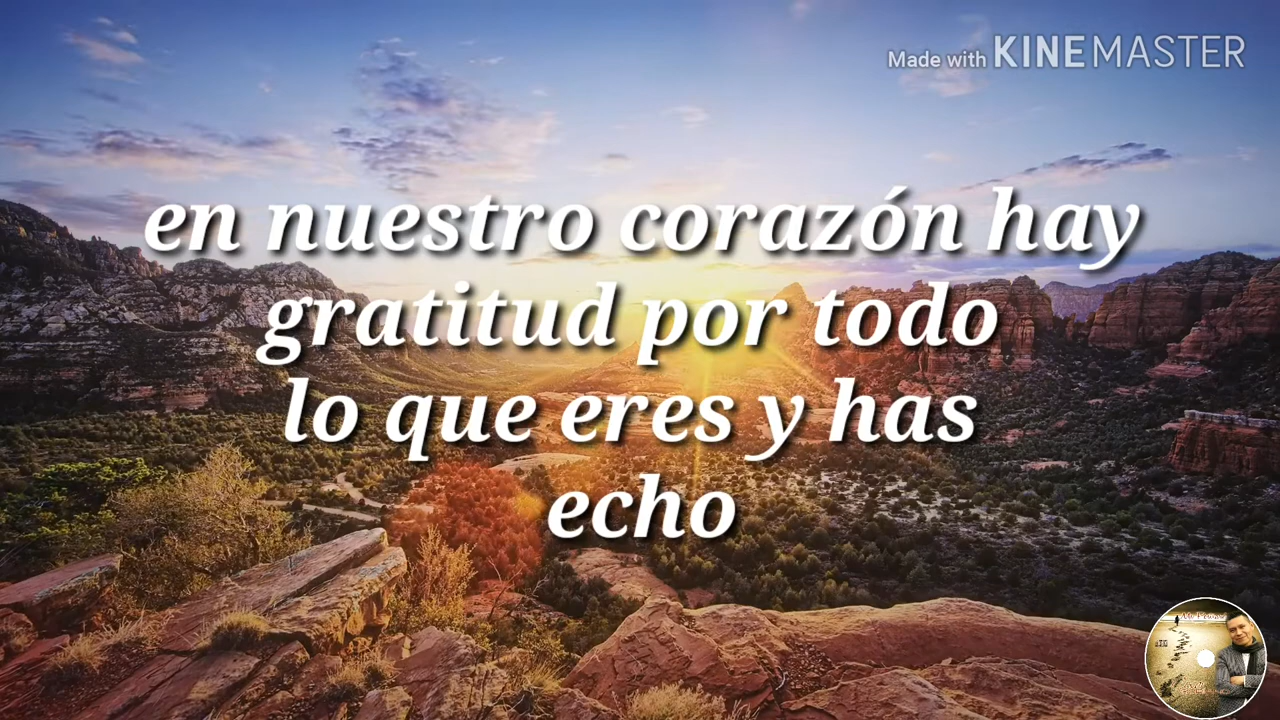 Made with KINEMASTER
en nuestro corazón hay
gratitud por todo
lo que eres y has
echo